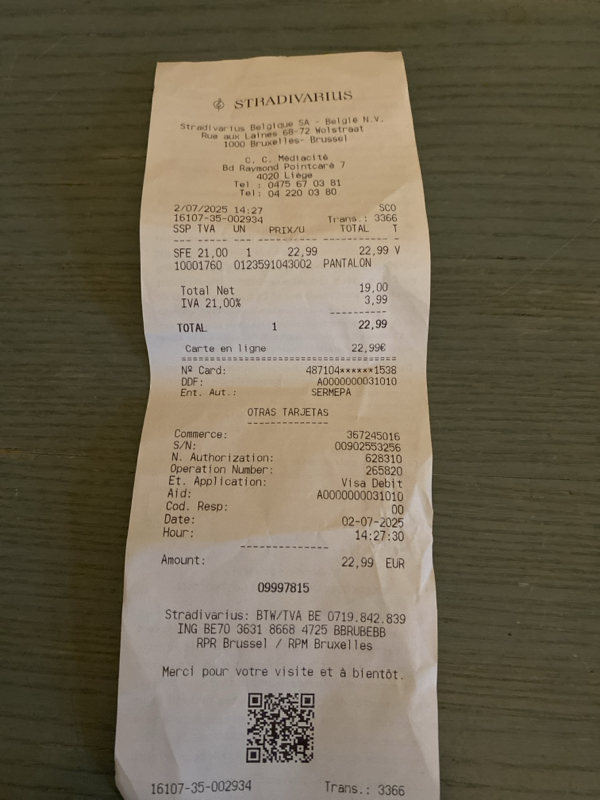 STRADIVARIUS
Stradivarius Belgique SA - Belgïe N.V.
Rue aux Laines 68-72 Wolstraat
1000 Bruxelles- Brussel
C. C. Médiacité
Bd Raymond Pointcaré 7
4020 Liège
Tel : 0475 67 03 81
Tel: 04 220 03 80
2/07/2025 14:27 SCO
16107-35-002934 Trans.: 3366
SSP TVA UN PRIX/U TOTAL T
SFE 21,00 1 22,99 22,99 V
10001760 0123591043002 PANTALON
Total Net 19,00
IVA 21,00% 3,99
TOTAL 1 22,99
Carte en ligne 22,99€
Nº Card: 487104******1538
DDF: A0000000031010
Ent. Aut.: SERMEPA
OTRAS TARJETAS
Commerce: 367245016
S/N: 00902553256
N. Authorization: 628310
Operation Number: 265820
Et. Application: Visa Debit
Aid: A0000000031010
Cod. Resp: 00
Date: 02-07-2025
Hour: 14:27:30
Amount: 22,99 EUR
09997815
Stradivarius: BTW/TVA BE 0719.842.839
ING BE70 3631 8668 4725 BBRUBEBB
RPR Brussel / RPM Bruxelles
Merci pour votre visite et à bientôt.
16107-35-002934 Trans.: 3366